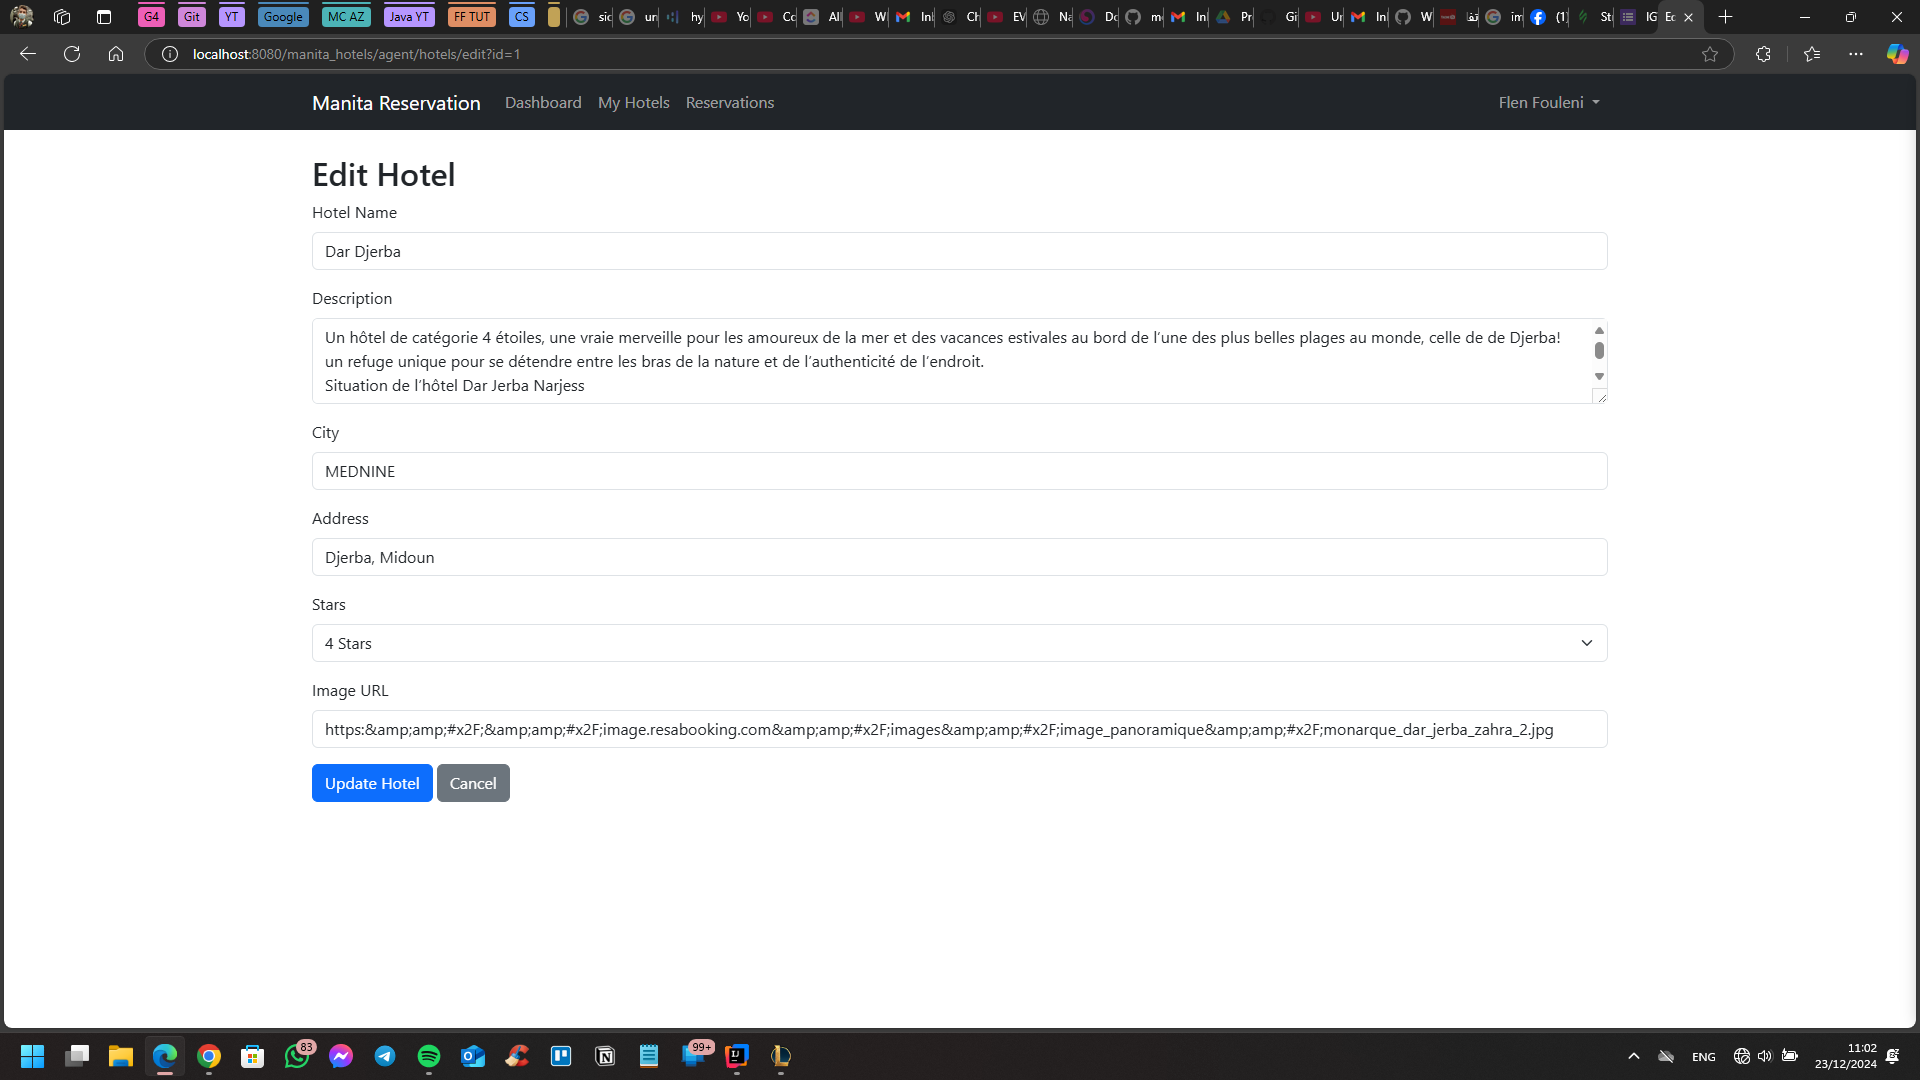 G4 Git YT Google MC AZ Java YT FF TUT CS
localhost:8080/manita_hotels/agent/hotels/edit?id=1
Manita Reservation Dashboard My Hotels Reservations Flen Fouleni
Edit Hotel
Hotel Name
Dar Djerba
Description
Un hôtel de catégorie 4 étoiles, une vraie merveille pour les amoureux de la mer et des vacances estivales au bord de l’une des plus belles plages au monde, celle de de Djerba!
un refuge unique pour se détendre entre les bras de la nature et de l’authenticité de l’endroit.
Situation de l’hôtel Dar Jerba Narjess
City
MEDNINE
Address
Djerba, Midoun
Stars
4 Stars
Image URL
https:&amp;amp;#x2F;&amp;amp;#x2F;image.resabooking.com&amp;amp;#x2F;images&amp;amp;#x2F;image_panoramique&amp;amp;#x2F;monarque_dar_jerba_zahra_2.jpg
Update Hotel Cancel
83
99+
ENG
11:02
23/12/2024